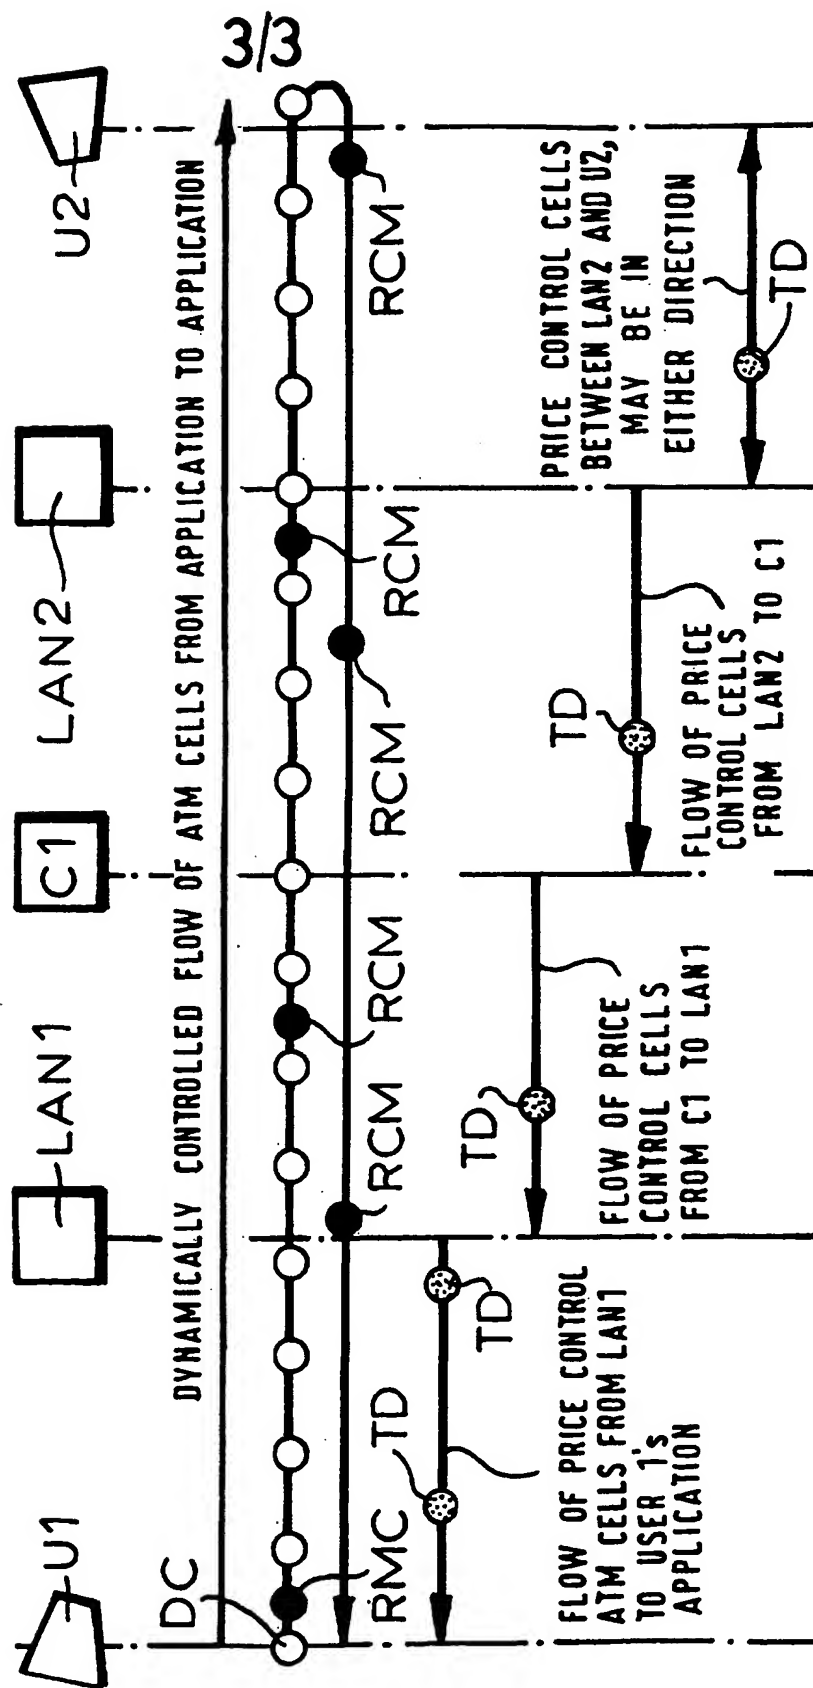 3/3
U1
LAN1
C1
LAN2
U2
DYNAMICALLY CONTROLLED FLOW OF ATM CELLS FROM APPLICATION TO APPLICATION
DC
RMC
RCM
RCM
RCM
RCM
RCM
TD
TD
FLOW OF PRICE CONTROL
ATM CELLS FROM LAN1
TO USER 1's
APPLICATION
TD
FLOW OF PRICE
CONTROL CELLS
FROM C1 TO LAN1
TD
FLOW OF PRICE
CONTROL CELLS
FROM LAN2 TO C1
PRICE CONTROL CELLS
BETWEEN LAN2 AND U2,
MAY BE IN
EITHER DIRECTION
TD